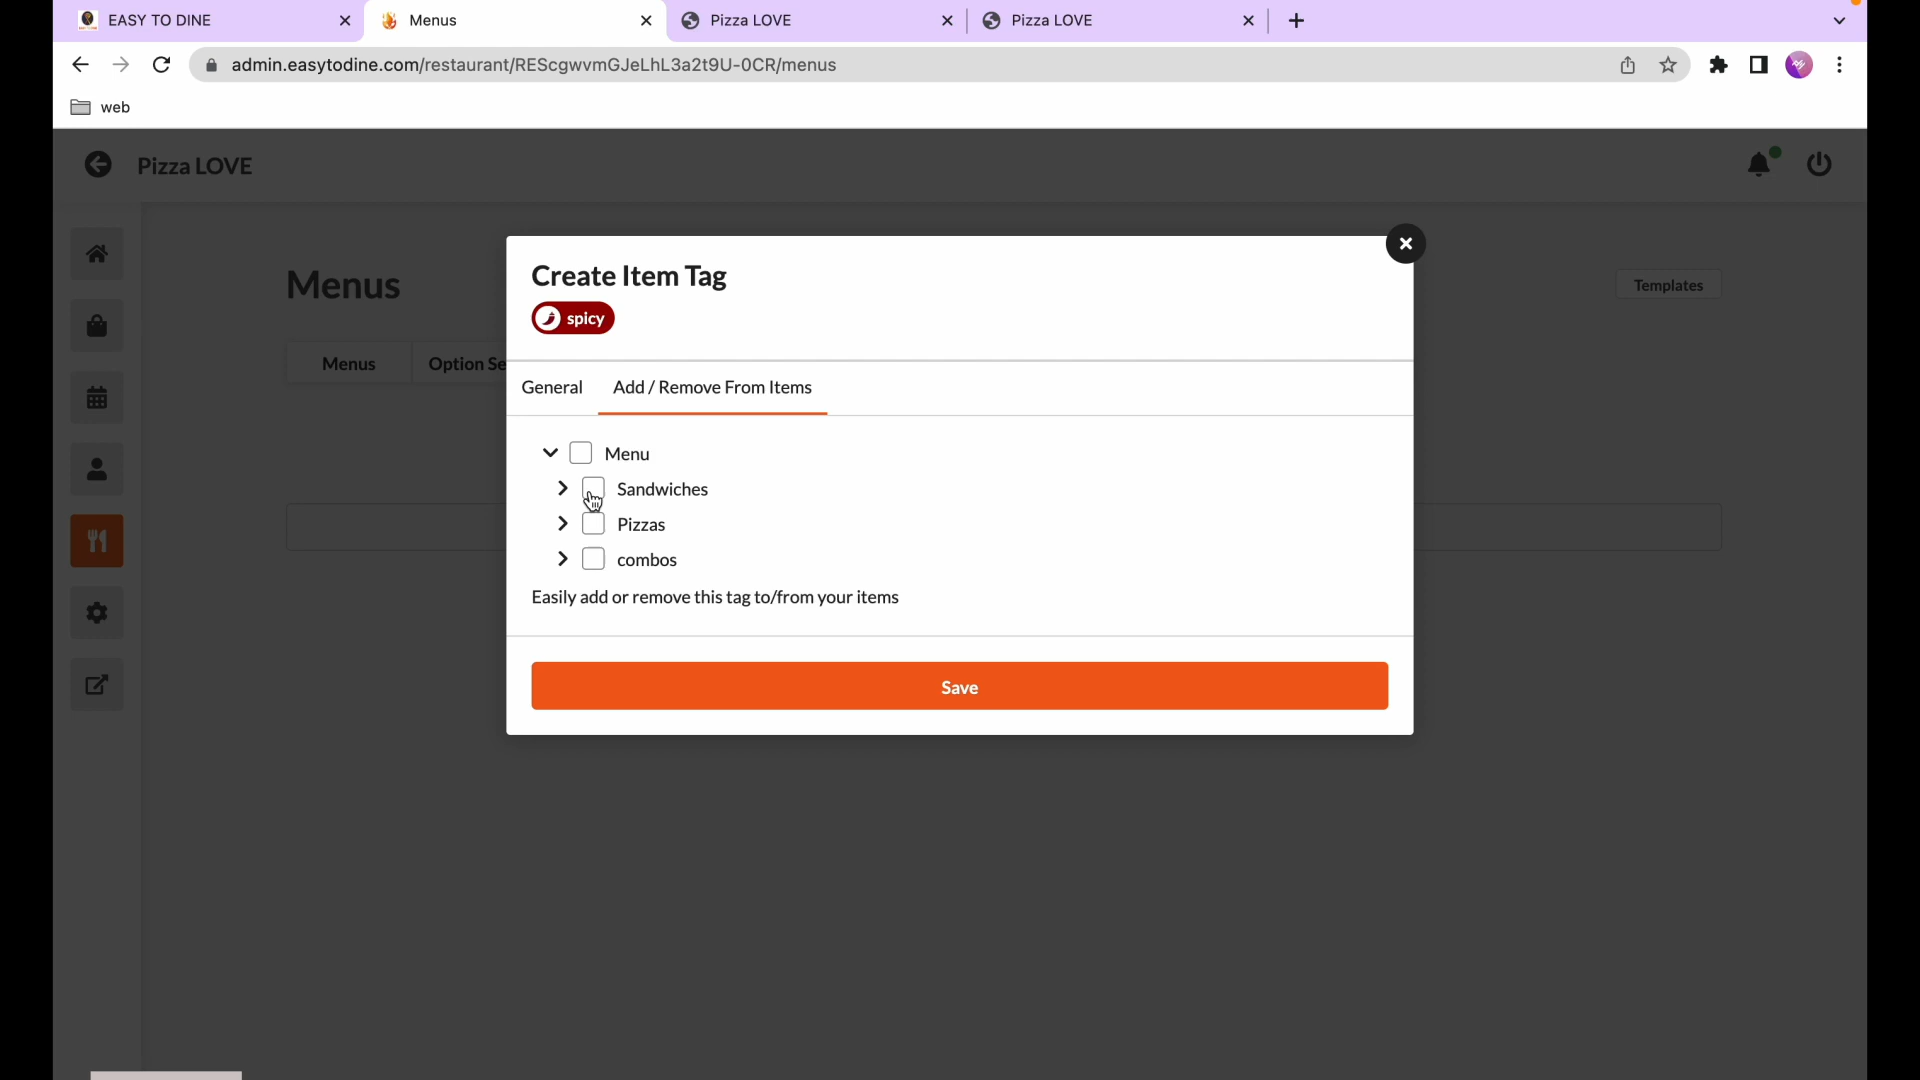 EASY TO DINE
Menus
Pizza LOVE
Pizza LOVE
admin.easytodine.com/restaurant/REScgwvmGJeLhL3a2t9U-0CR/menus
web
Pizza LOVE
Menus
Templates
Menus
Option Se
Create Item Tag
spicy
General
Add / Remove From Items
Menu
Sandwiches
Pizzas
combos
Easily add or remove this tag to/from your items
Save